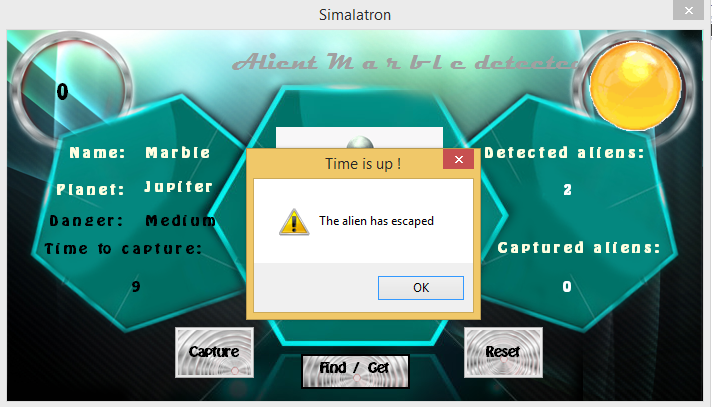 Simalatron
Alient M a r b l e detected
0
Name: Marble
Planet: Jupiter
Danger: Medium
Time to capture:
9
Time is up !
The alien has escaped
OK
Detected aliens:
2
Captured aliens:
0
Capture
Find / Get
Reset